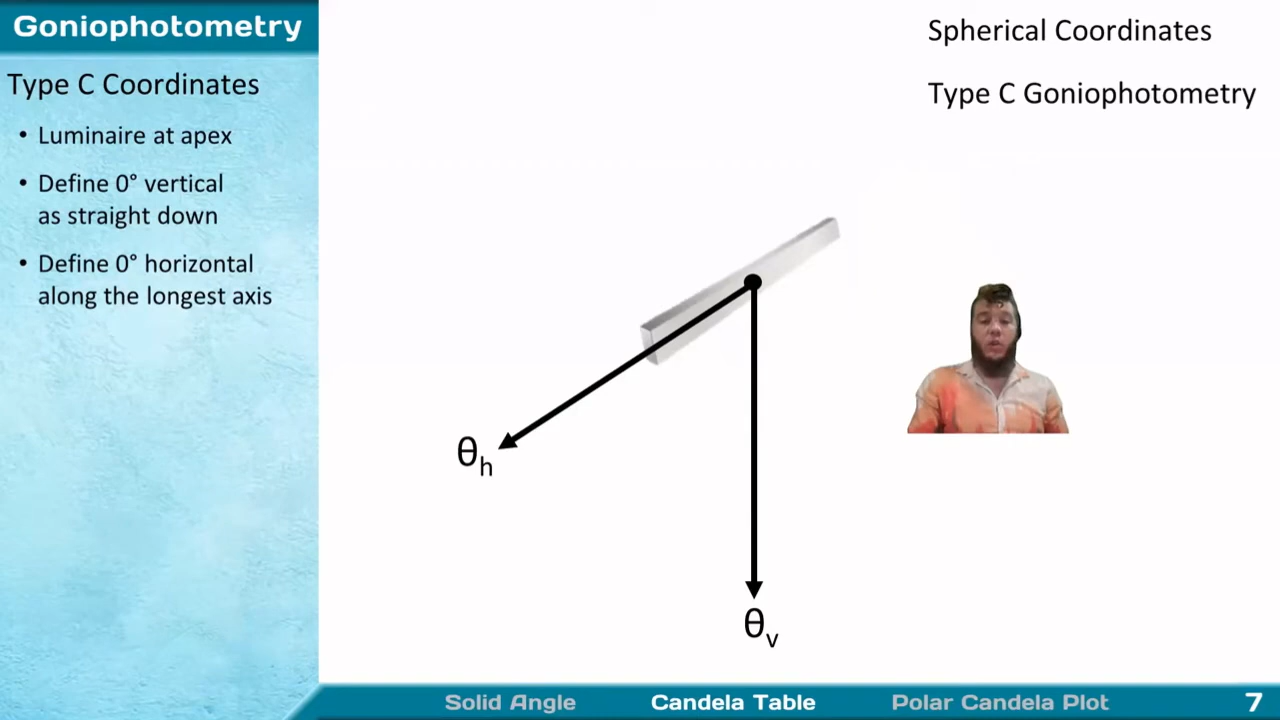 Goniophotometry
Type C Coordinates
• Luminaire at apex
• Define 0° vertical
as straight down
• Define 0° horizontal
along the longest axis
Spherical Coordinates
Type C Goniophotometry
θh
θv
Solid Angle
Candela Table
Polar Candela Plot
7